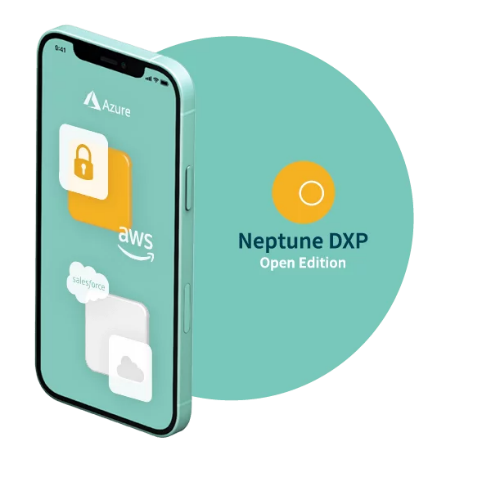 9:41
Azure
aws
salesforce
Neptune DXP
Open Edition